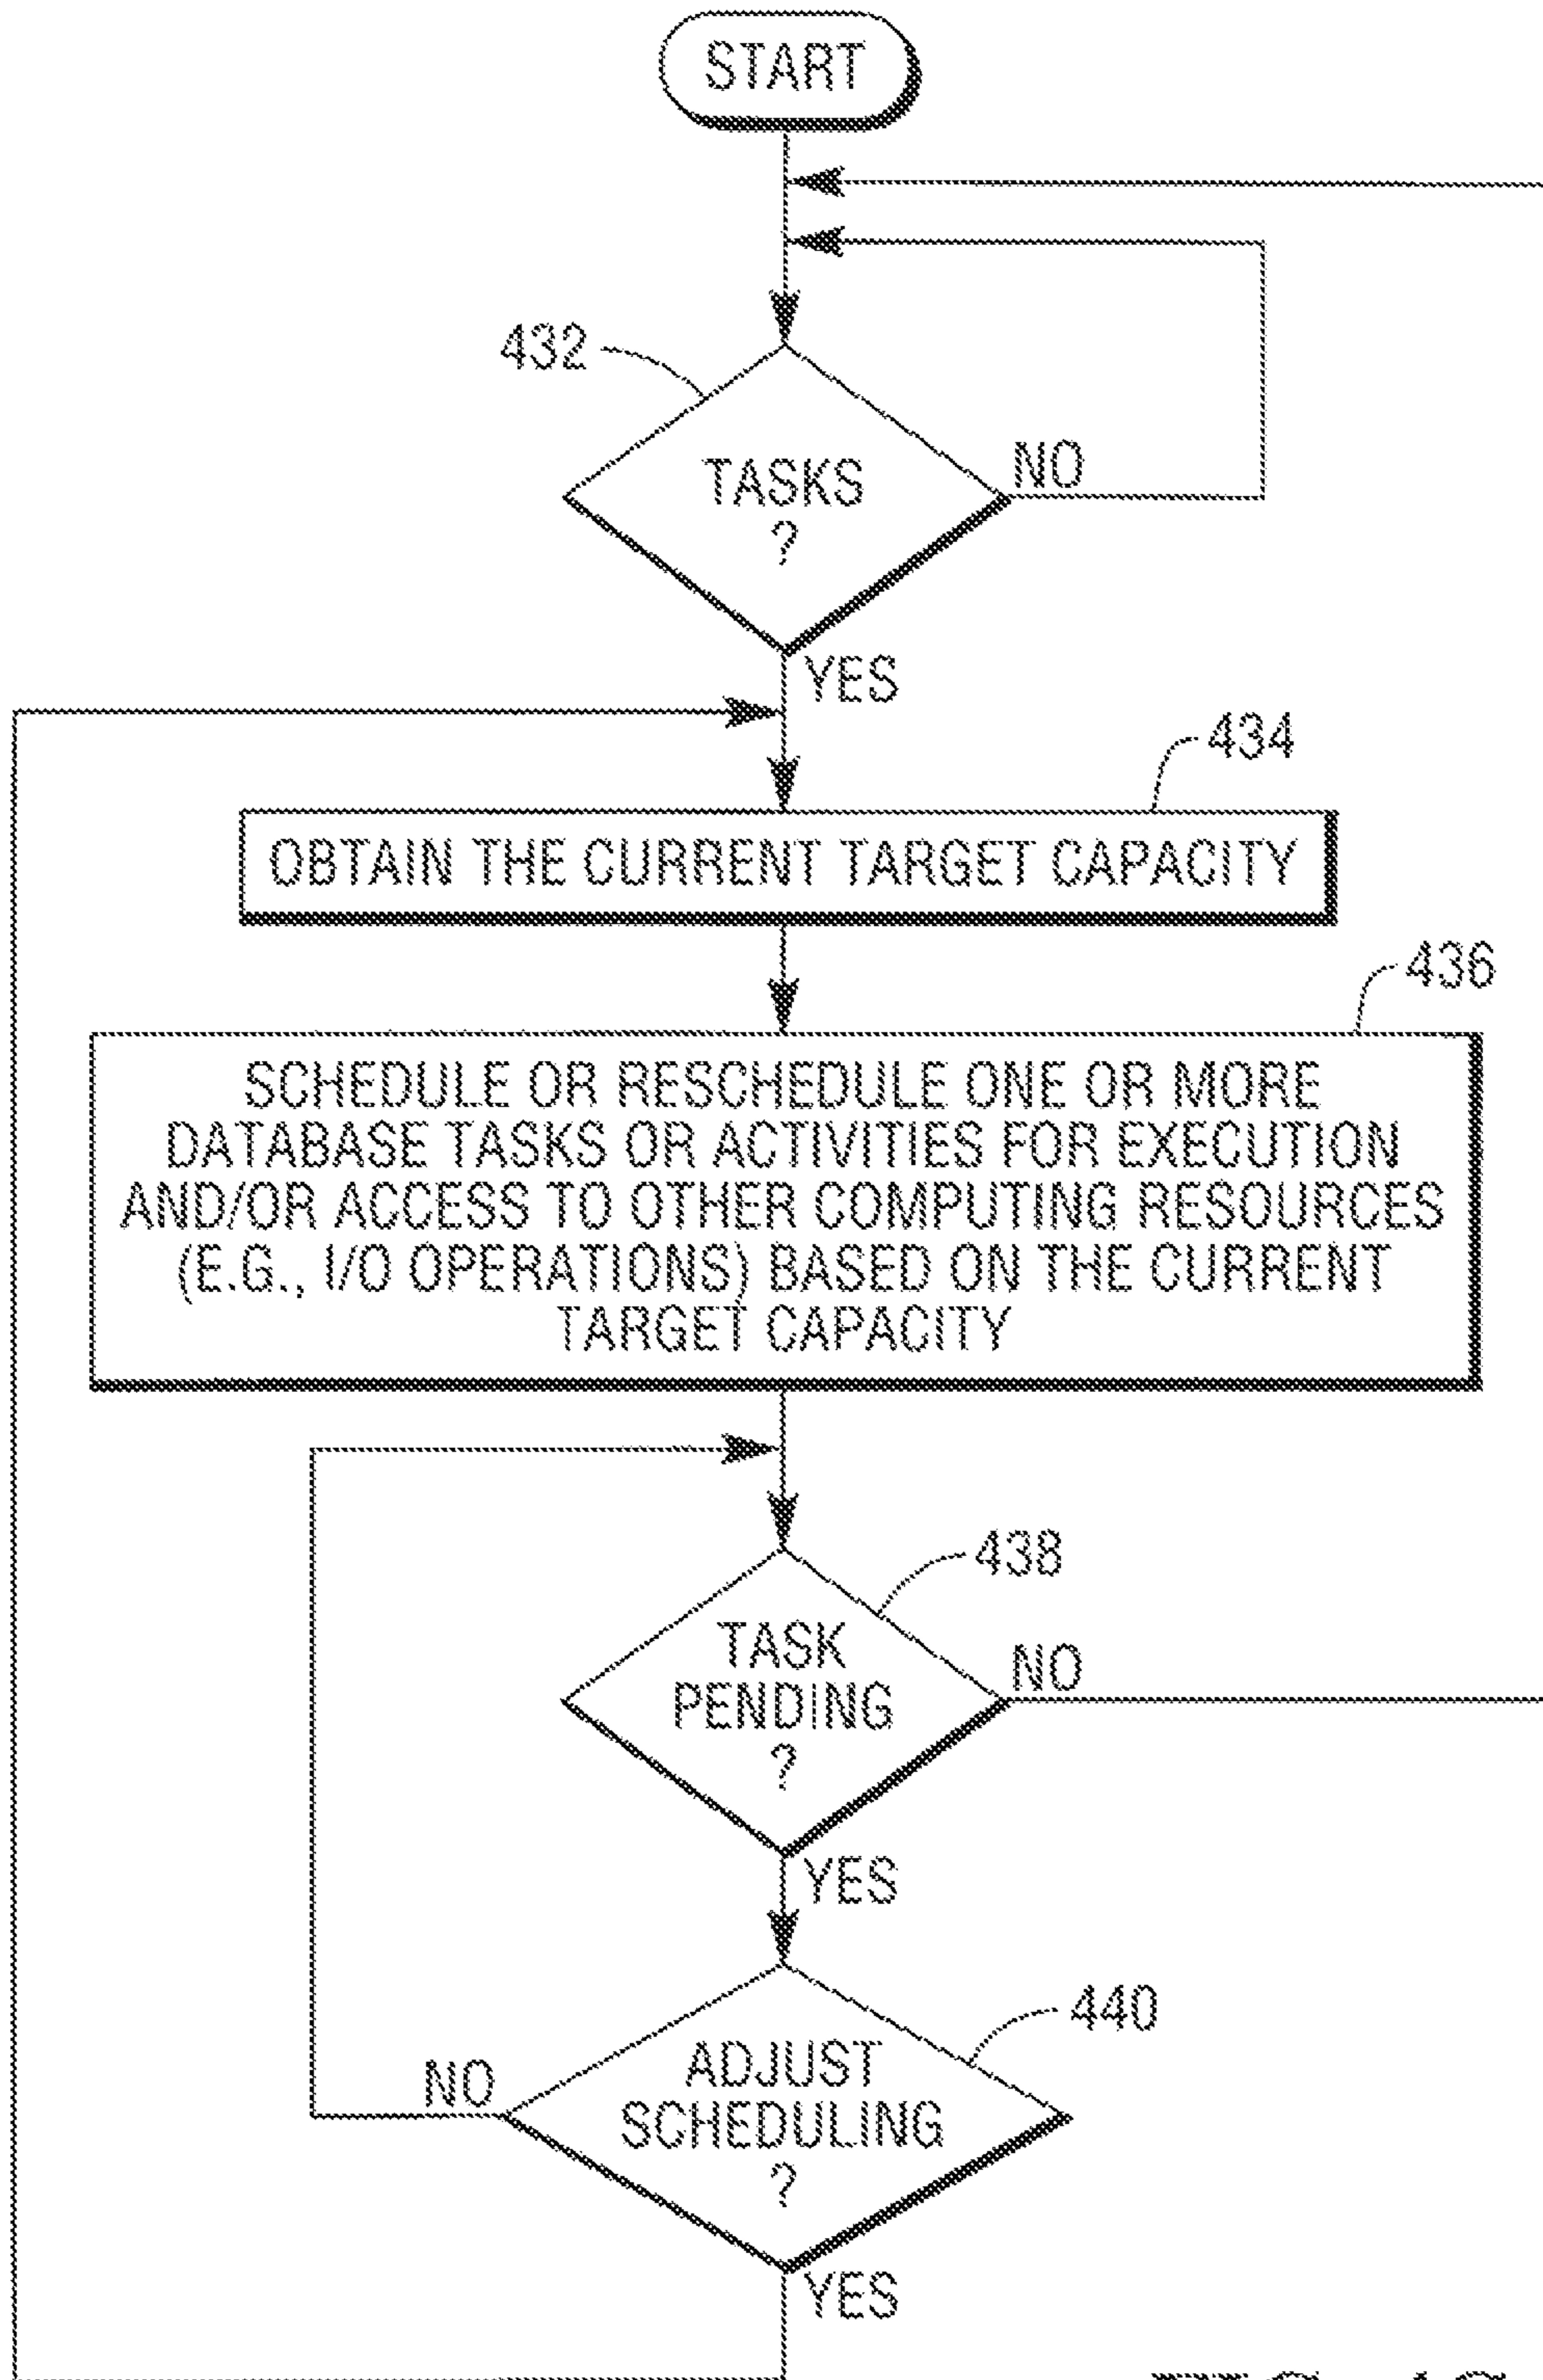 START
432
TASKS
?
NO
YES
434
OBTAIN THE CURRENT TARGET CAPACITY
436
SCHEDULE OR RESCHEDULE ONE OR MORE
DATABASE TASKS OR ACTIVITIES FOR EXECUTION
AND/OR ACCESS TO OTHER COMPUTING RESOURCES
(E.G., I/O OPERATIONS) BASED ON THE CURRENT
TARGET CAPACITY
438
TASK
PENDING
?
NO
YES
440
ADJUST
SCHEDULING
?
NO
YES